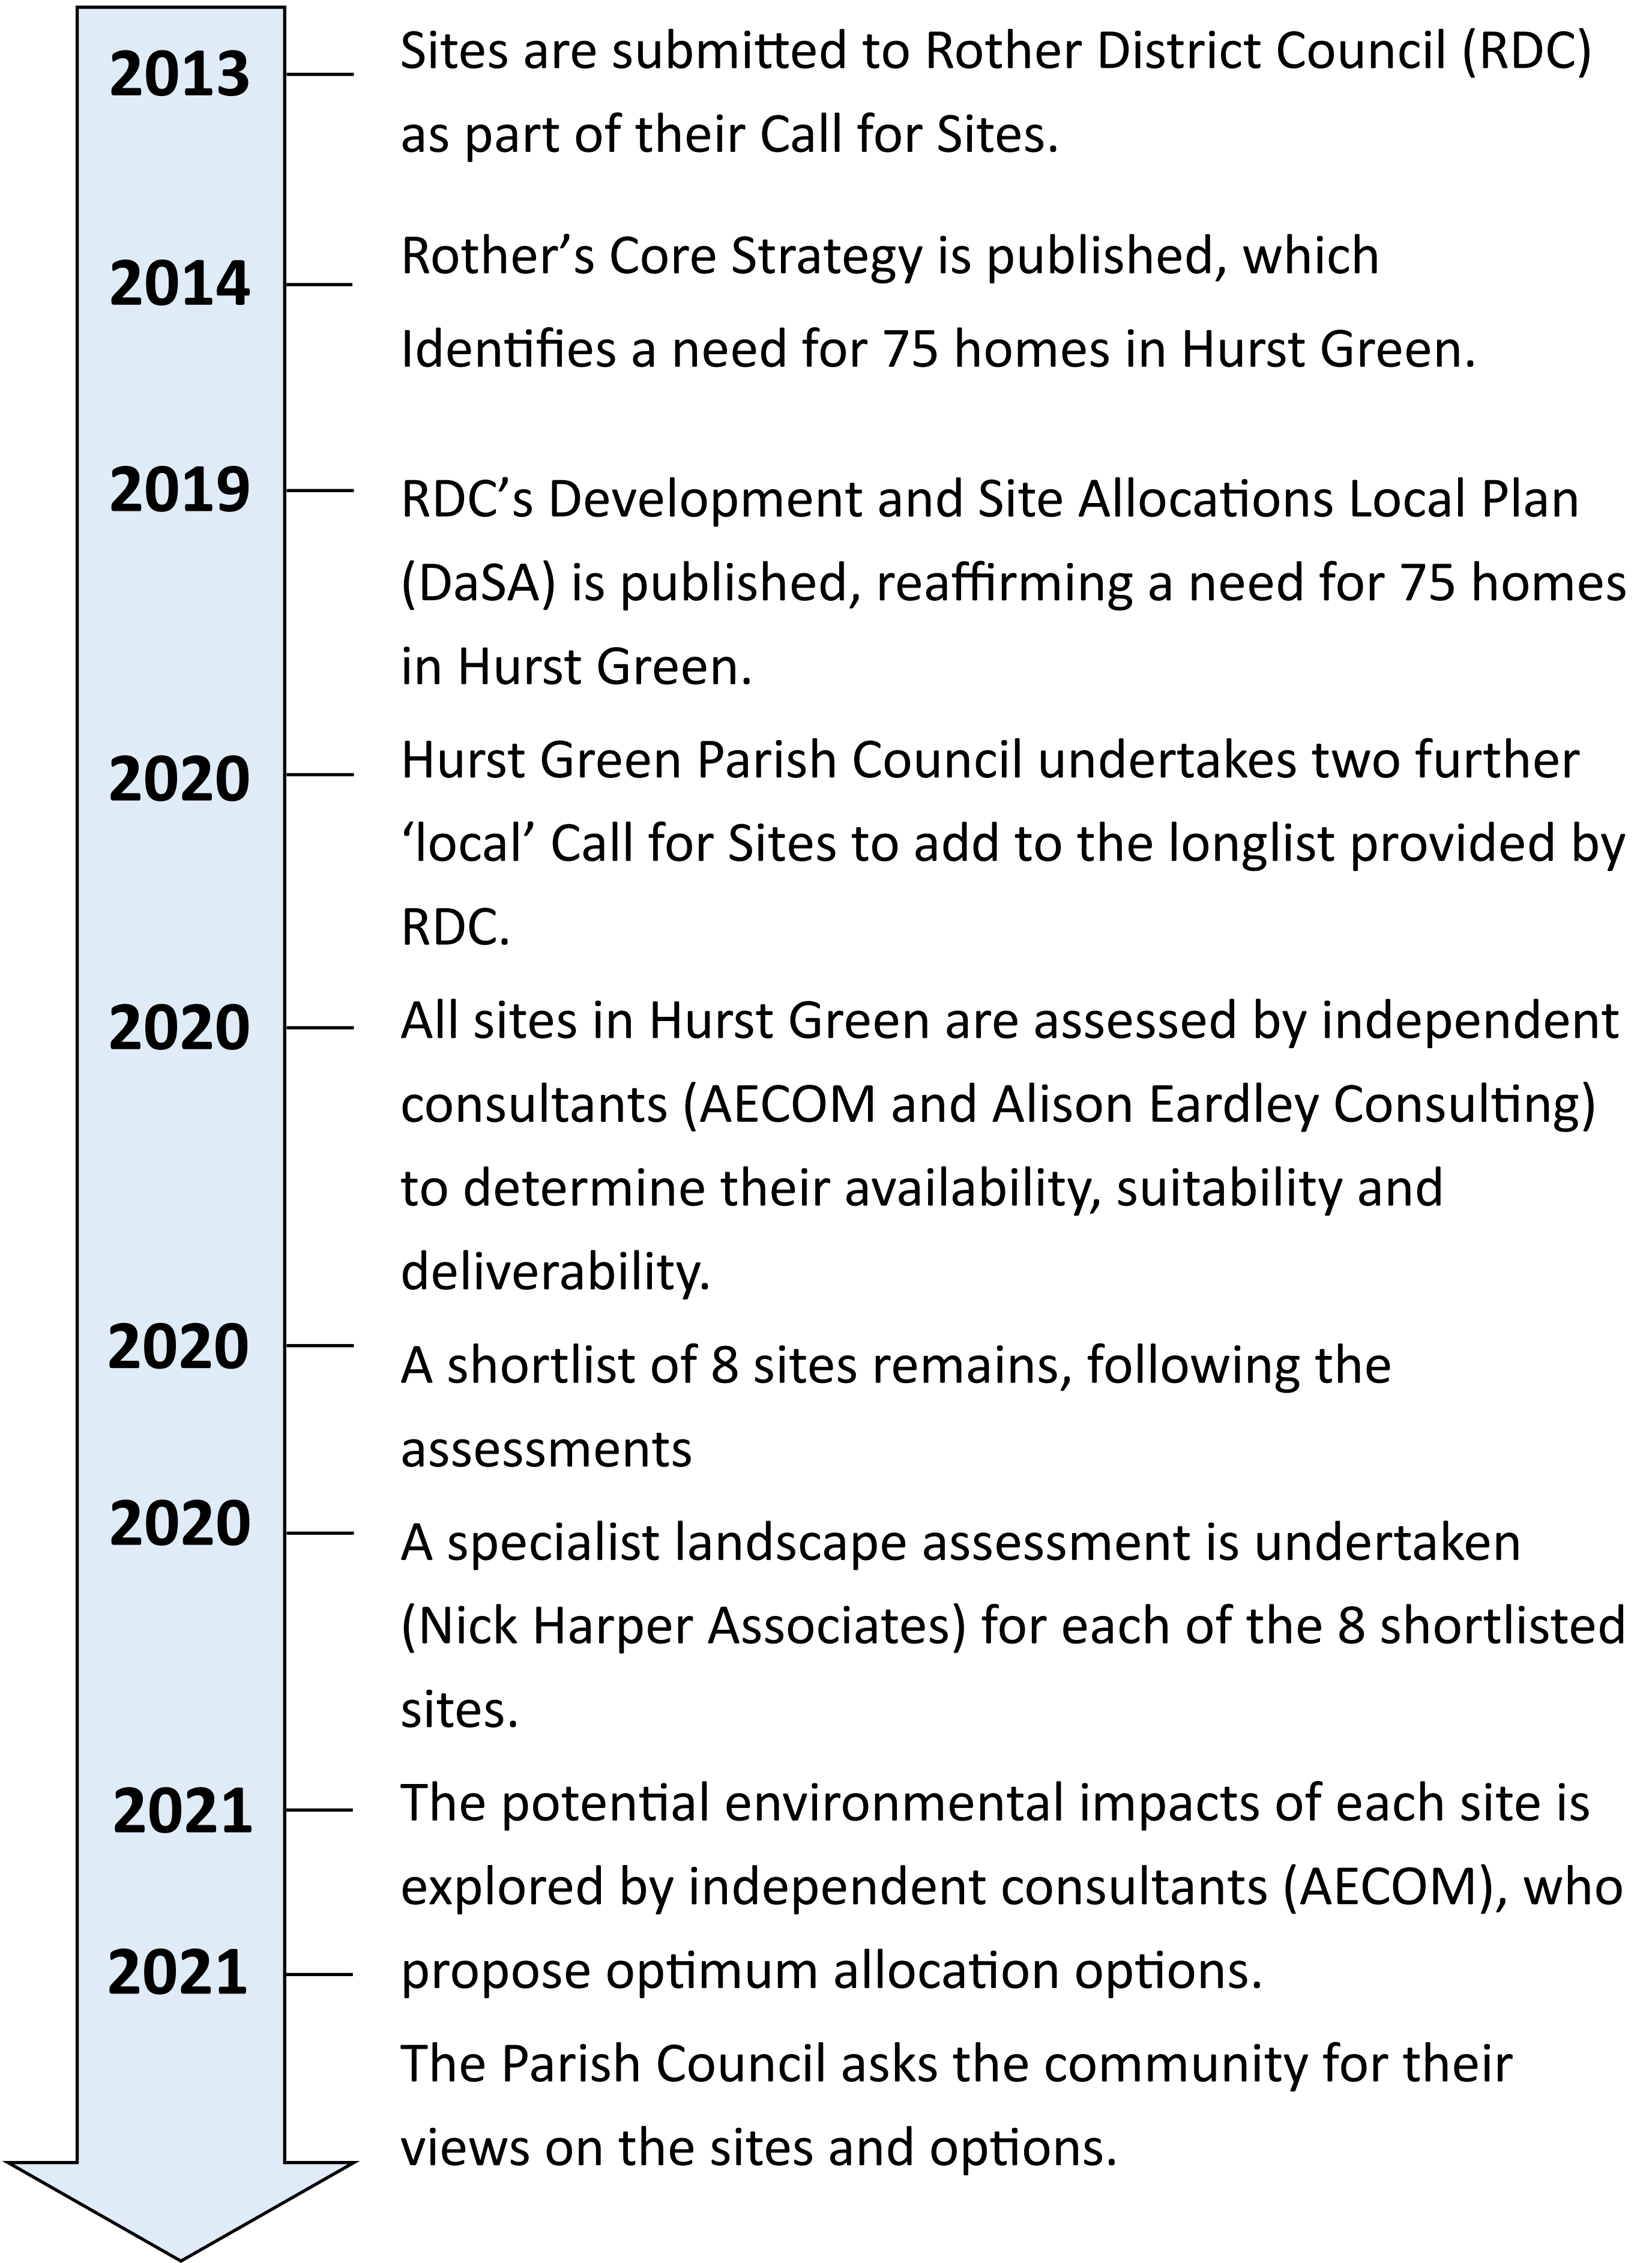 2013
Sites are submitted to Rother District Council (RDC)
as part of their Call for Sites.
2014
Rother’s Core Strategy is published, which
Identifies a need for 75 homes in Hurst Green.
2019
RDC’s Development and Site Allocations Local Plan
(DaSA) is published, reaffirming a need for 75 homes
in Hurst Green.
2020
Hurst Green Parish Council undertakes two further
‘local’ Call for Sites to add to the longlist provided by
RDC.
2020
All sites in Hurst Green are assessed by independent
consultants (AECOM and Alison Eardley Consulting)
to determine their availability, suitability and
deliverability.
2020
A shortlist of 8 sites remains, following the
assessments
2020
A specialist landscape assessment is undertaken
(Nick Harper Associates) for each of the 8 shortlisted
sites.
2021
The potential environmental impacts of each site is
explored by independent consultants (AECOM), who
propose optimum allocation options.
2021
The Parish Council asks the community for their
views on the sites and options.